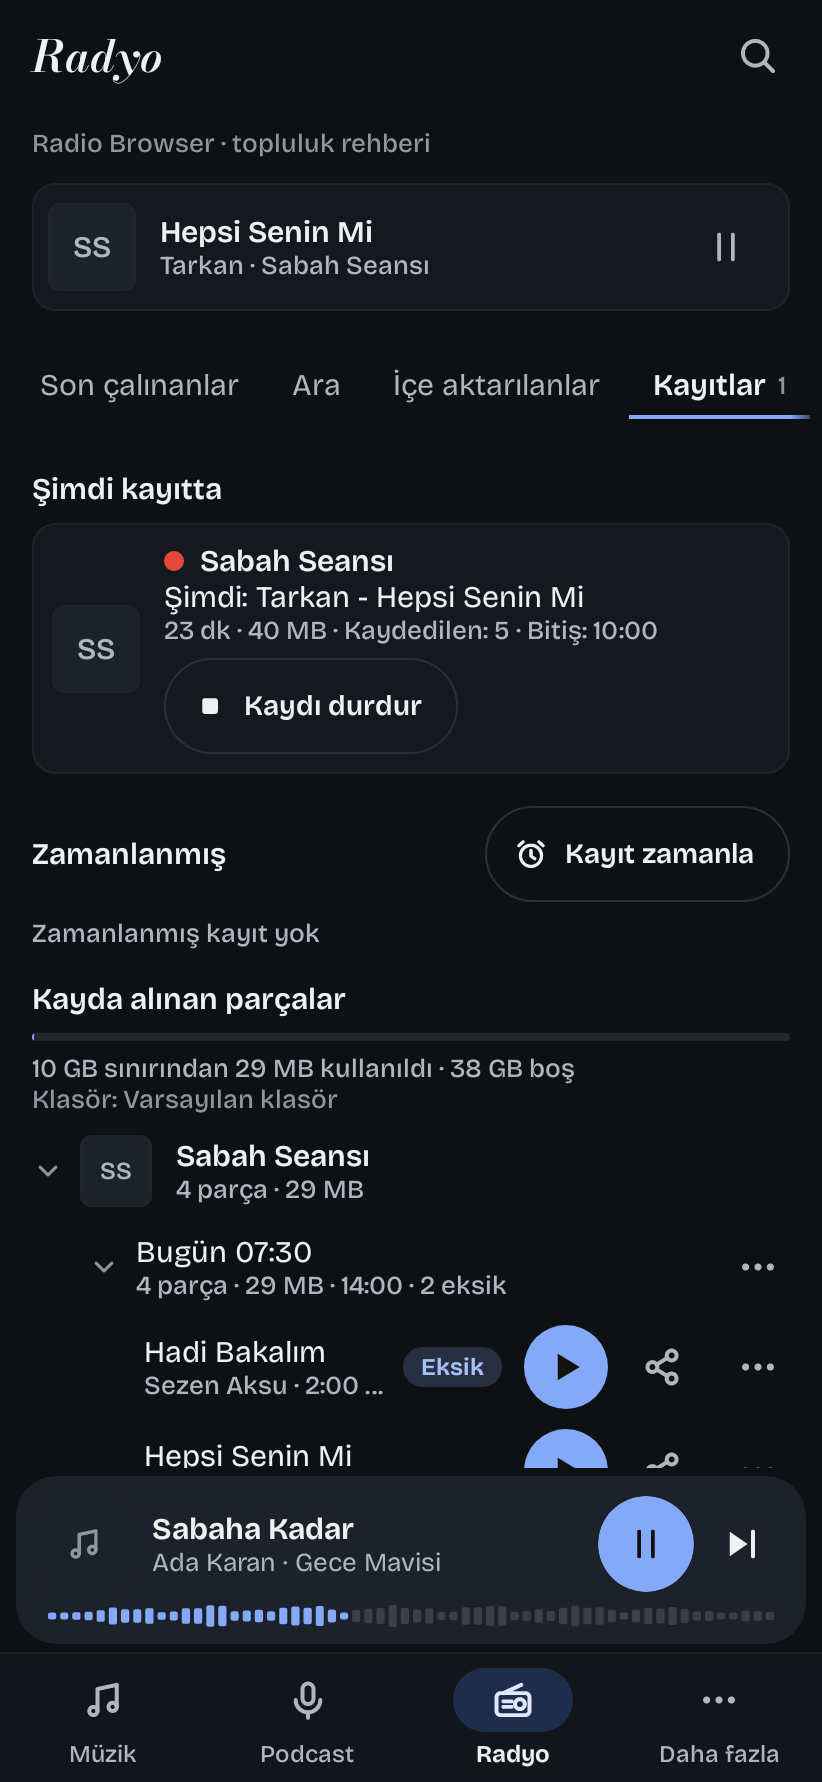 Radyo
Radio Browser · topluluk rehberi
SS
Hepsi Senin Mi
Tarkan · Sabah Seansı
Son çalınanlar
Ara
İçe aktarılanlar
Kayıtlar 1
Şimdi kayıtta
SS
Sabah Seansı
Şimdi: Tarkan - Hepsi Senin Mi
23 dk · 40 MB · Kaydedilen: 5 · Bitiş: 10:00
Kaydı durdur
Zamanlanmış
Kayıt zamanla
Zamanlanmış kayıt yok
Kayda alınan parçalar
10 GB sınırından 29 MB kullanıldı · 38 GB boş
Klasör: Varsayılan klasör
SS
Sabah Seansı
4 parça · 29 MB
Bugün 07:30
4 parça · 29 MB · 14:00 · 2 eksik
Hadi Bakalım
Sezen Aksu · 2:00 ...
Eksik
Hepsi Senin Mi
Sabaha Kadar
Ada Karan · Gece Mavisi
Müzik
Podcast
Radyo
Daha fazla